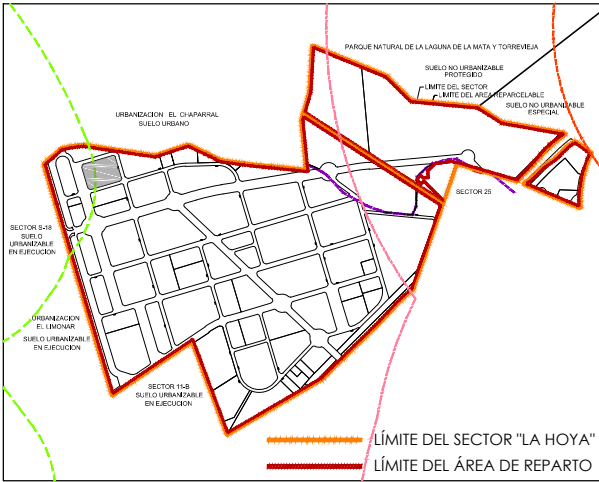 PARQUE NATURAL DE LA LAGUNA DE LA MATA Y TORREVIEJA
SUELO NO URBANIZABLE
PROTEGIDO
LIMITE DEL SECTOR
LIMITE DEL AREA REPARCELABLE
SUELO NO URBANIZABLE
ESPECIAL
URBANIZACION EL CHAPARRAL
SUELO URBANO
SECTOR 25
SECTOR S-18
SUELO
URBANIZABLE
EN EJECUCION
URBANIZACION
EL LIMONAR
SUELO URBANIZABLE
EN EJECUCION
SECTOR 11-B
SUELO URBANIZABLE
EN EJECUCION
LÍMITE DEL SECTOR "LA HOYA"
LÍMITE DEL ÁREA DE REPARTO